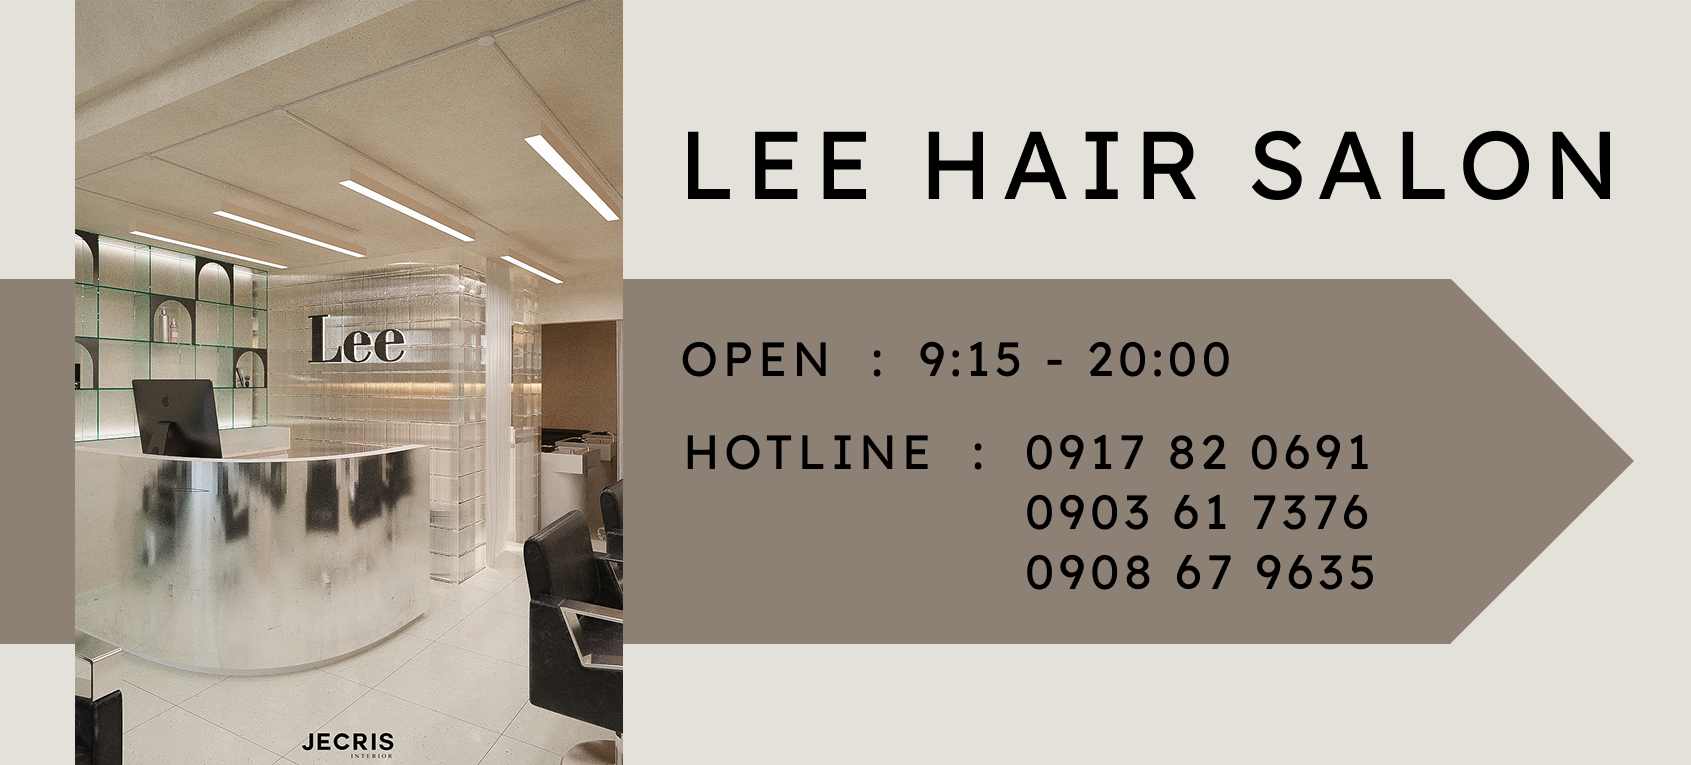 LEE HAIR SALON
Lee
OPEN : 9:15 - 20:00
HOTLINE : 0917 82 0691
0903 61 7376
0908 67 9635
JECRIS
INTERIOR